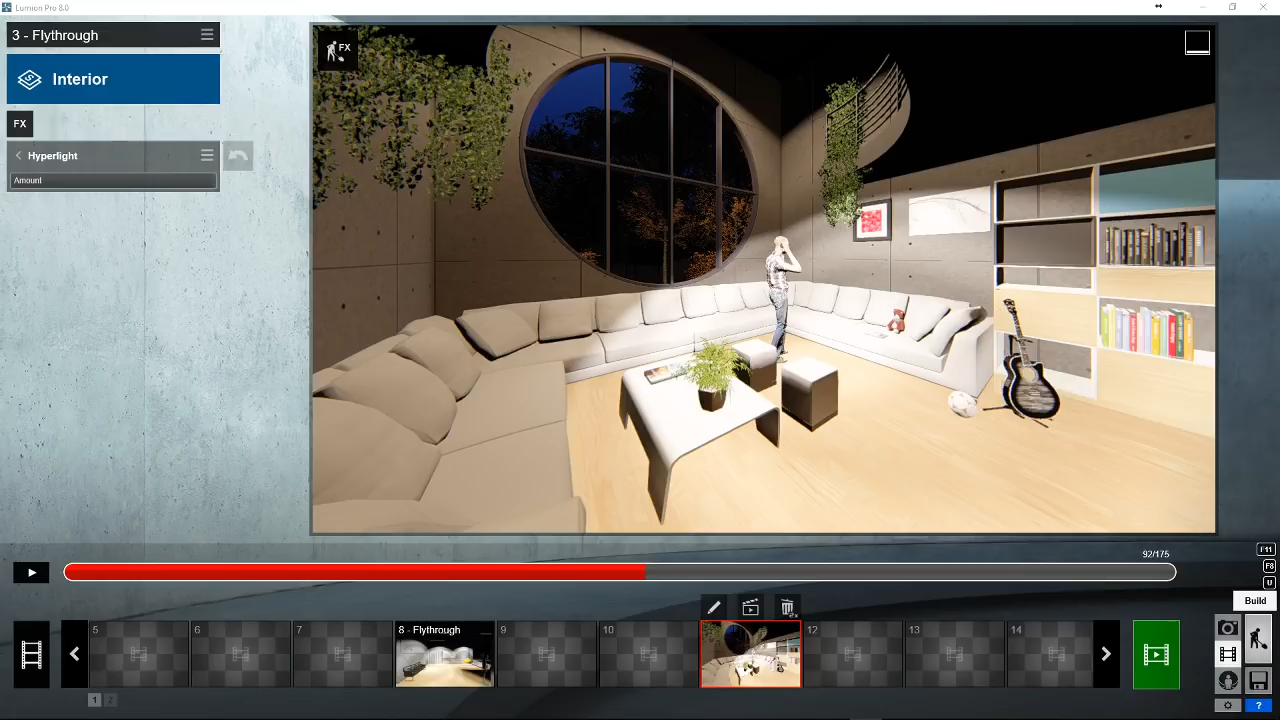 Lumion Pro 8.0
3 - Flythrough
Interior
FX
Hyperlight
Amount
FX
92/175
F11
F8
U
Build
5
6
7
8 - Flythrough
9
10
12
13
14
1
2
?